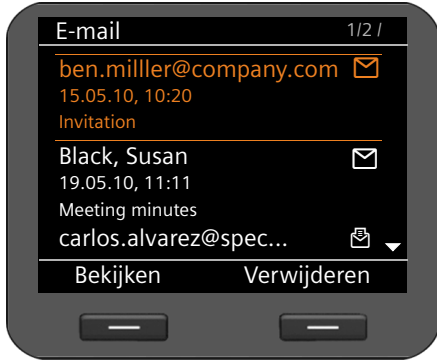 E-mail 1/2 /
ben.milller@company.com
15.05.10, 10:20
Invitation
Black, Susan
19.05.10, 11:11
Meeting minutes
carlos.alvarez@spec...
Bekijken Verwijderen